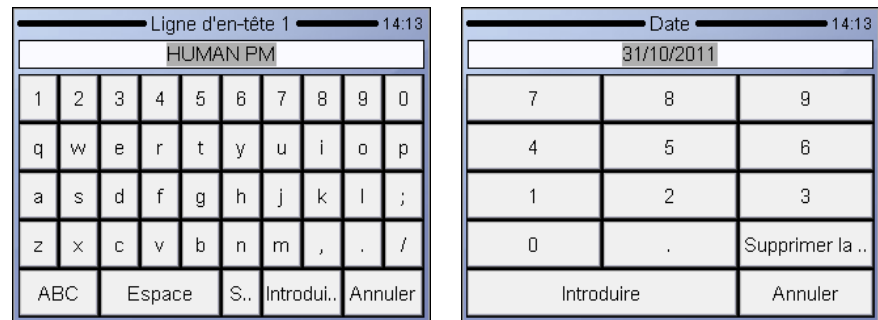 Ligne d'en-tête 1 14:13
HUMAN PM
1 2 3 4 5 6 7 8 9 0
q w e r t y u i o p
a s d f g h j k l ;
z x c v b n m , . /
ABC Espace S.. Introdui.. Annuler
Date 14:13
31/10/2011
7 8 9
4 5 6
1 2 3
0 . Supprimer la ..
Introduire Annuler